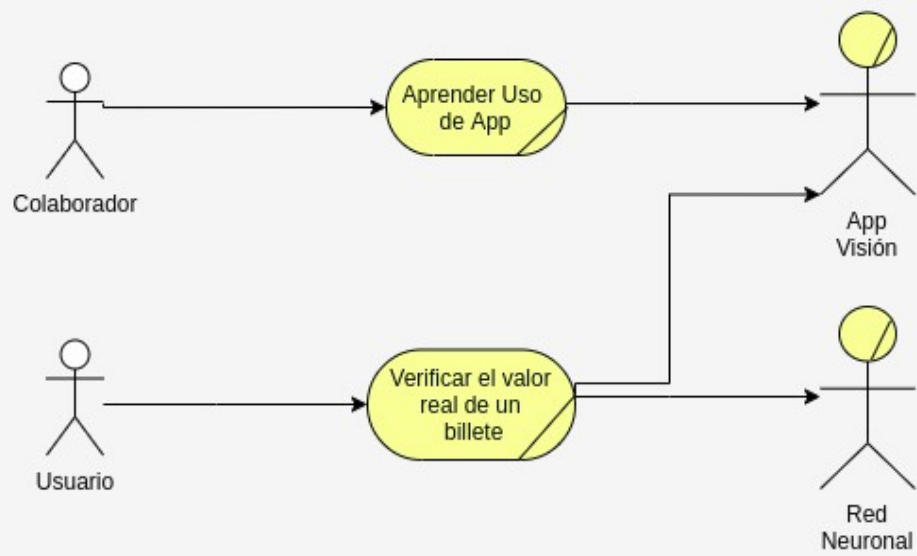 Aprender Uso
de App
Colaborador
App
Visión
Verificar el valor
real de un
billete
Usuario
Red
Neuronal